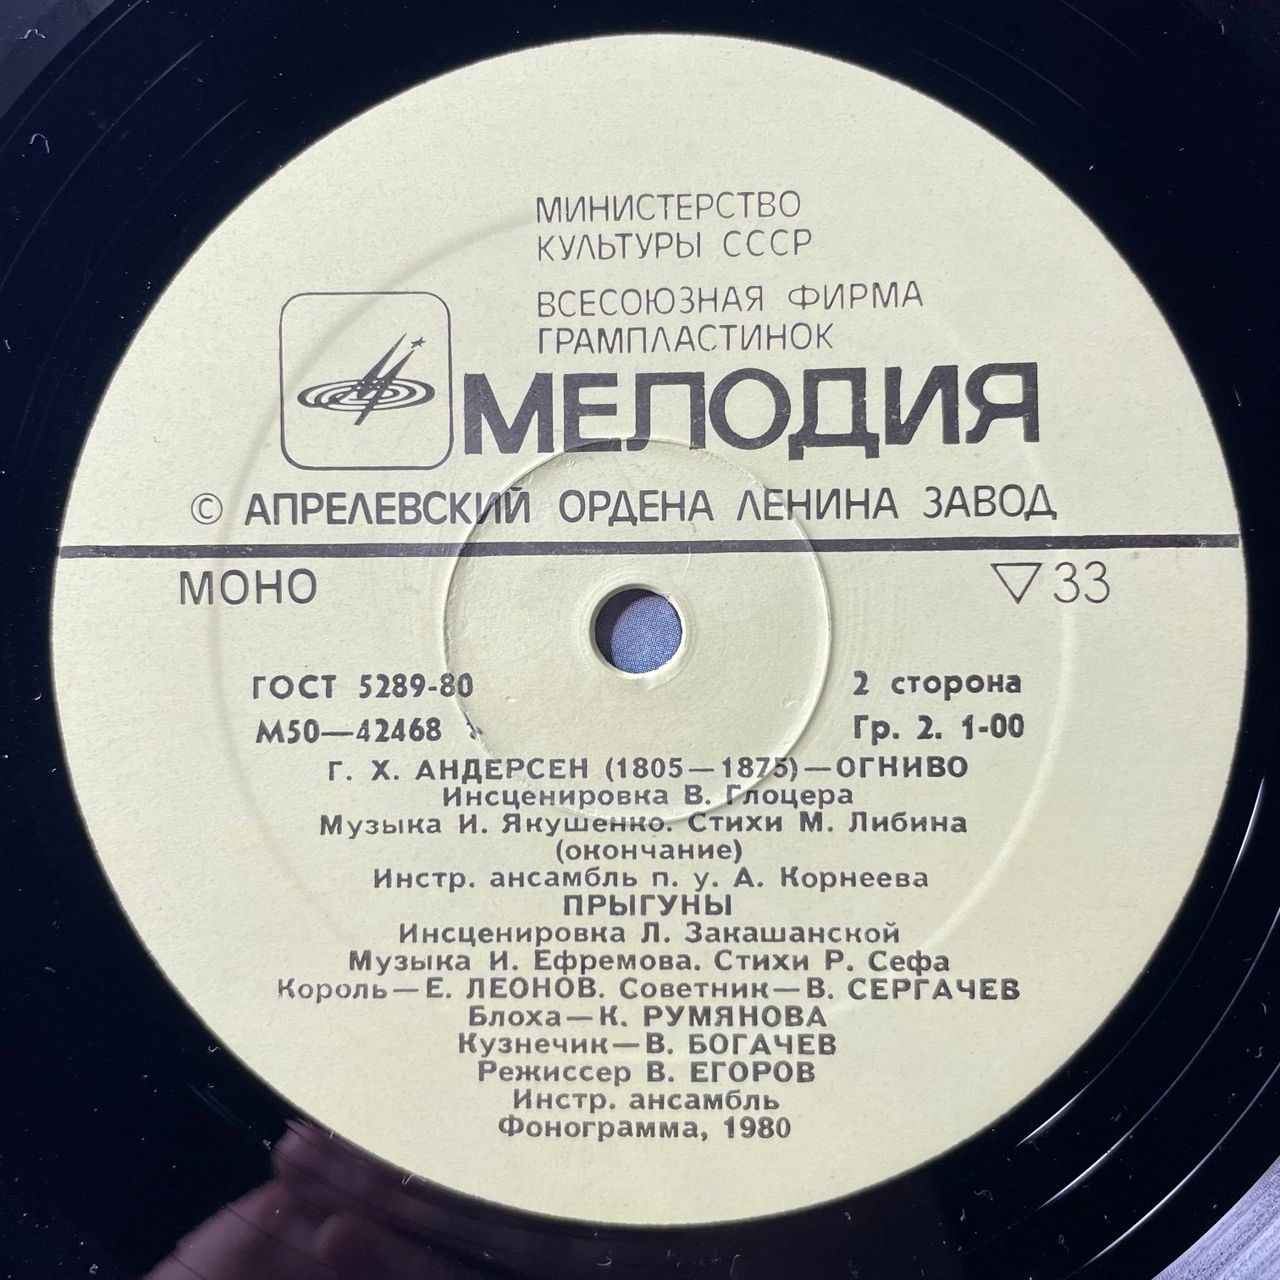 МИНИСТЕРСТВО
КУЛЬТУРЫ СССР
ВСЕСОЮЗНАЯ ФИРМА
ГРАМПЛАСТИНОК
МЕЛОДИЯ
© АПРЕЛЕВСКИЙ ОРДЕНА ЛЕНИНА ЗАВОД
МОНО ▽ 33
ГОСТ 5289-80 2 сторона
М50—42468 Гр. 2. 1-00
Г. Х. АНДЕРСЕН (1805—1875)—ОГНИВО
Инсценировка В. Глоцера
Музыка И. Якушенко. Стихи М. Либина
(окончание)
Инстр. ансамбль п. у. А. Корнеева
ПРЫГУНЫ
Инсценировка Л. Закашанской
Музыка И. Ефремова. Стихи Р. Сефа
Король—Е. ЛЕОНОВ. Советник—В. СЕРГАЧЕВ
Блоха—К. РУМЯНОВА
Кузнечик—В. БОГАЧЕВ
Режиссер В. ЕГОРОВ
Инстр. ансамбль
Фонограмма, 1980